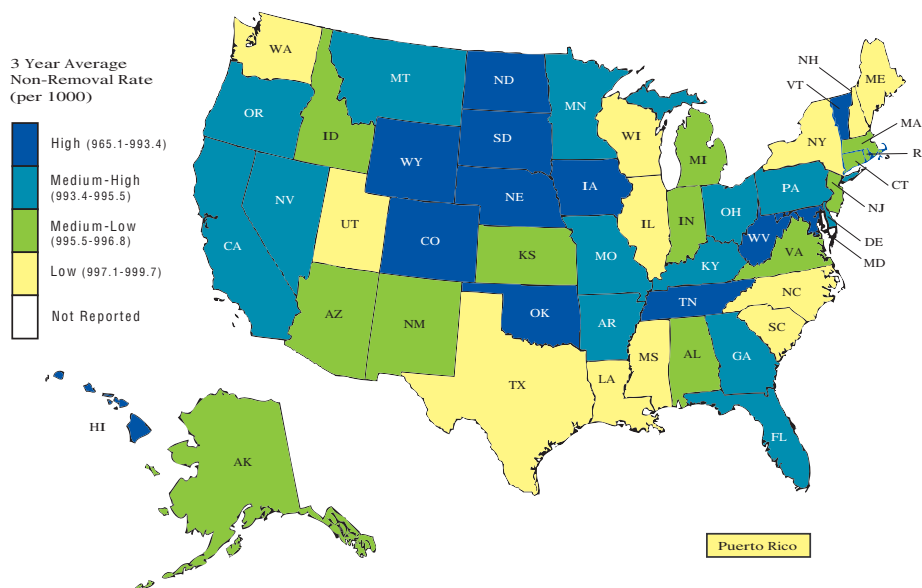 3 Year Average
Non-Removal Rate
(per 1000)
High (965.1-993.4)
Medium-High
(993.4-995.5)
Medium-Low
(995.5-996.8)
Low (997.1-999.7)
Not Reported
WA
MT
ND
MN
OR
ID
SD
WY
WI
MI
NH
VT
ME
MA
NY
R
CT
NJ
NE
IA
PA
NV
UT
CO
IL
IN
OH
DE
MD
CA
KS
MO
WV
VA
KY
NC
AZ
NM
OK
AR
TN
SC
MS
AL
GA
TX
LA
FL
HI
AK
Puerto Rico